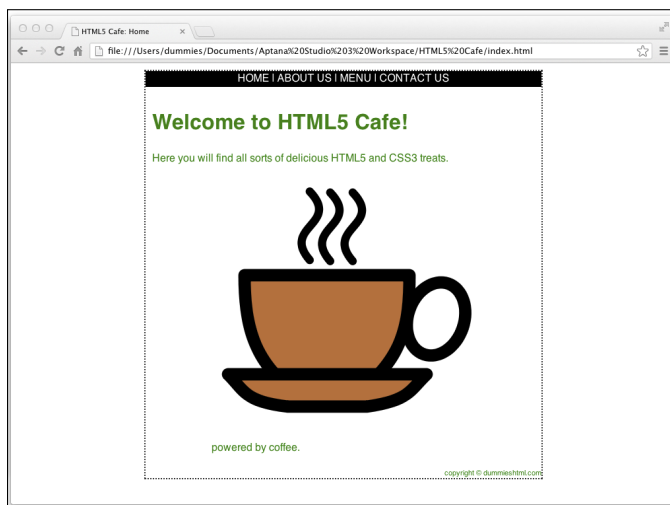 HTML5 Cafe: Home
file:///Users/dummies/Documents/Aptana%20Studio%203%20Workspace/HTML5%20Cafe/index.html
HOME | ABOUT US | MENU | CONTACT US
Welcome to HTML5 Cafe!
Here you will find all sorts of delicious HTML5 and CSS3 treats.
powered by coffee.
copyright © dummieshtml.com